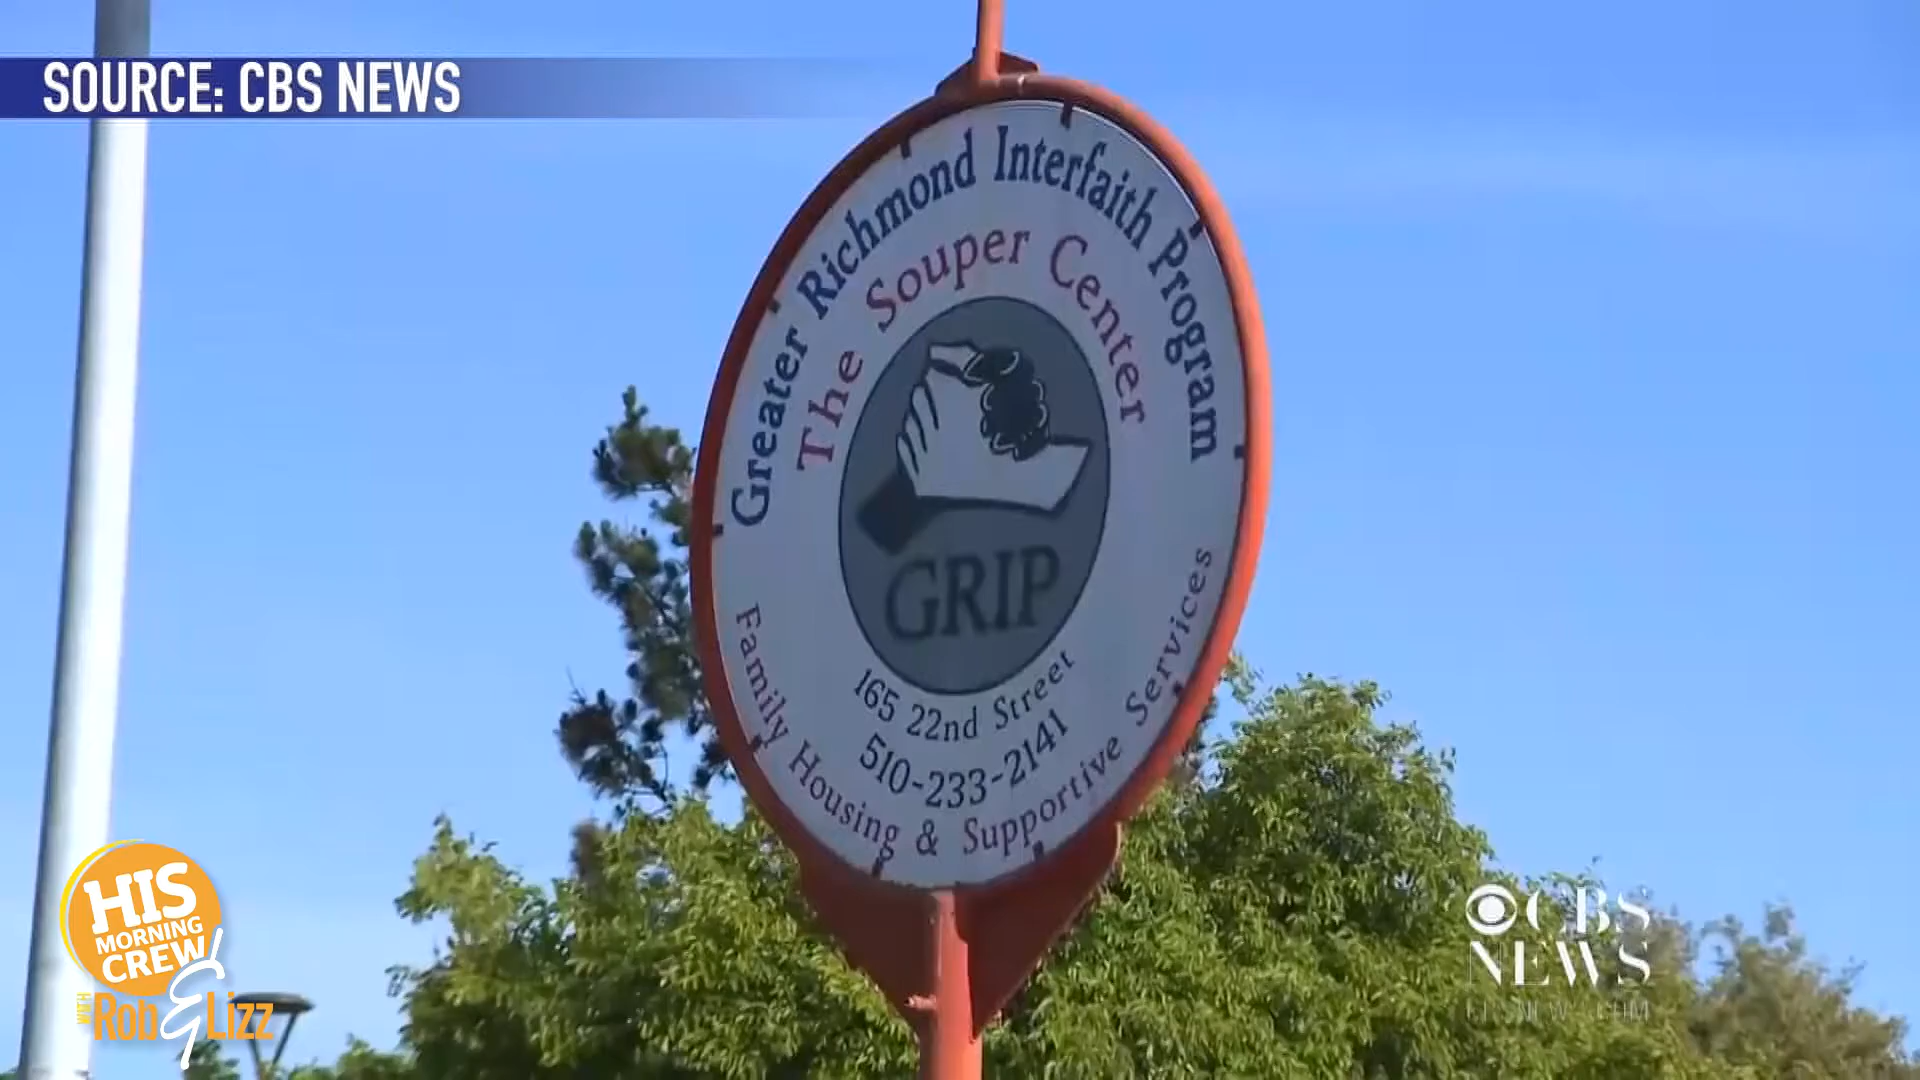 SOURCE: CBS NEWS
Greater Richmond Interfaith Program
The Souper Center
GRIP
165 22nd Street
510-233-2141
Family Housing & Supportive Services
HIS
MORNING
CREW
WITH
Rob & Lizz
CBS
NEWS